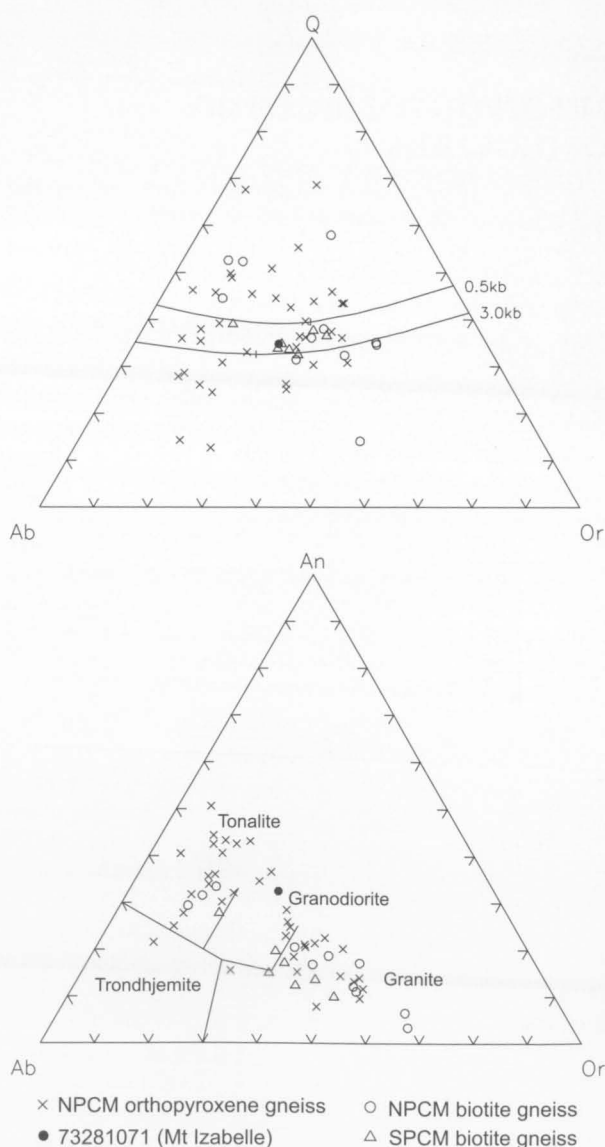 Q
0.5kb
3.0kb
Ab Or
An
Tonalite
Granodiorite
Trondhjemite
Granite
Ab Or
× NPCM orthopyroxene gneiss ○ NPCM biotite gneiss
● 73281071 (Mt Izabelle) △ SPCM biotite gneiss